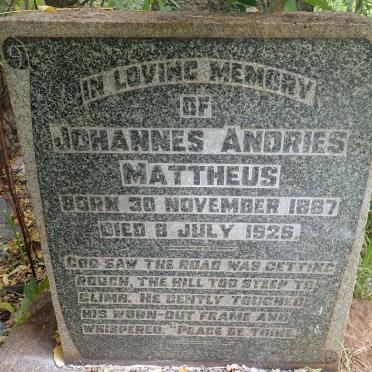 IN LOVING MEMORY
OF
JOHANNES ANDRIES
MATTHEUS
BORN 30 NOVEMBER 1887
DIED 8 JULY 1926
GOD SAW THE ROAD WAS GETTING
ROUGH, THE HILL TOO STEEP TO
CLIMB. HE GENTLY TOUCHED
HIS WORN-OUT FRAME AND
WHISPERED, "PEACE BE THINE.